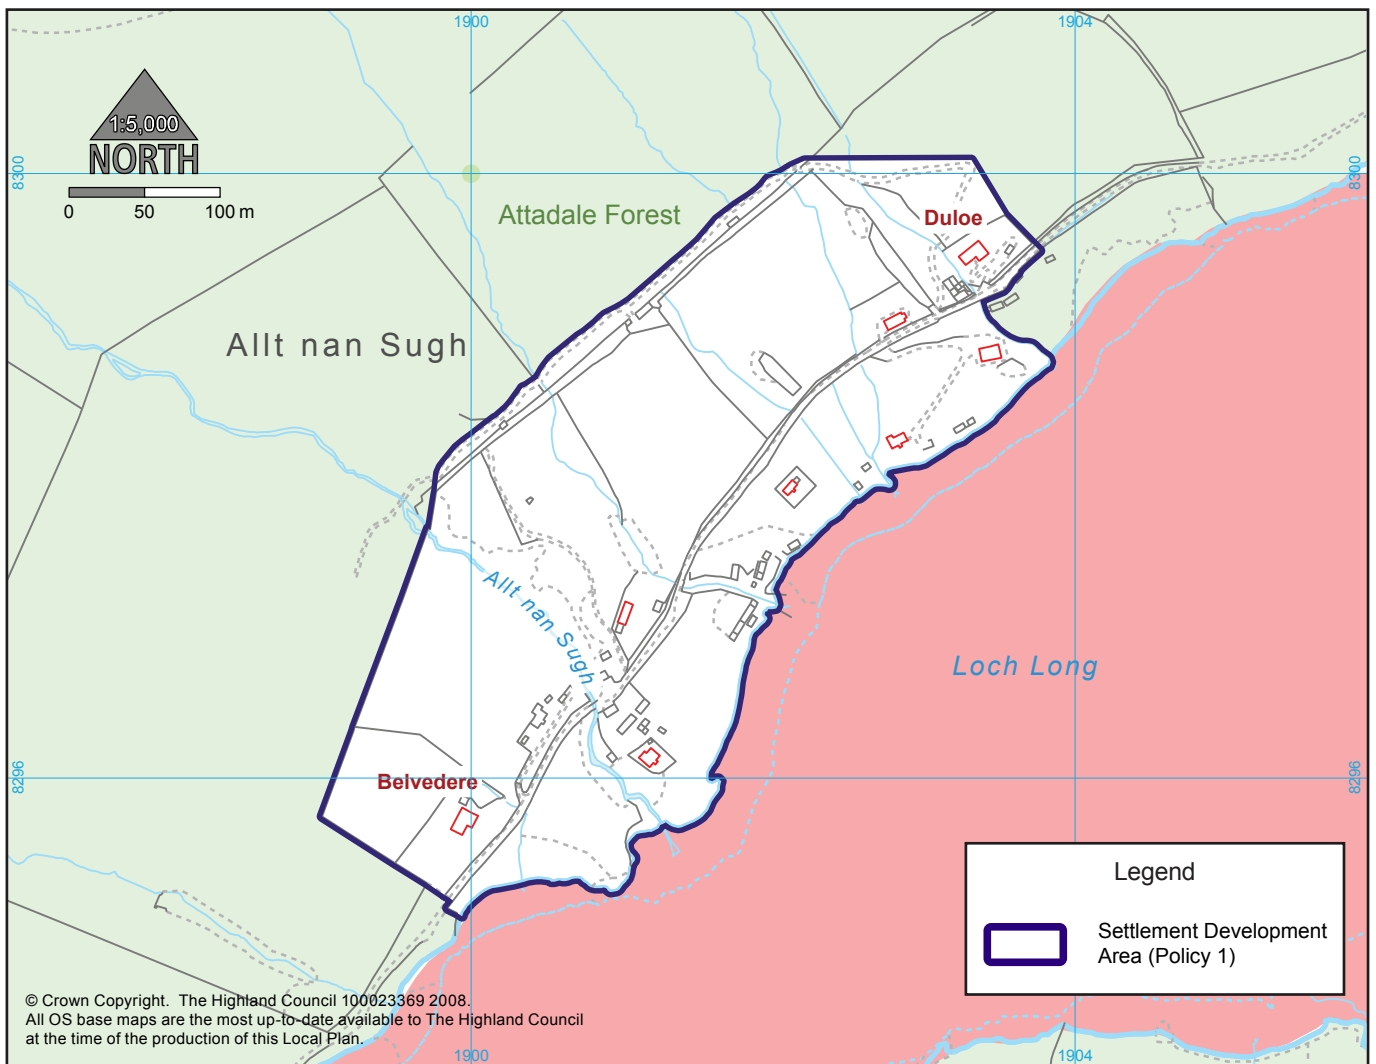 1900
1904
1:5,000
NORTH
0 50 100 m
8300
8300
Attadale Forest
Duloe
Allt nan Sugh
Allt nan Sugh
Loch Long
8296
8296
Belvedere
Legend
Settlement Development
Area (Policy 1)
© Crown Copyright. The Highland Council 100023369 2008.
All OS base maps are the most up-to-date available to The Highland Council
at the time of the production of this Local Plan.
1900
1904